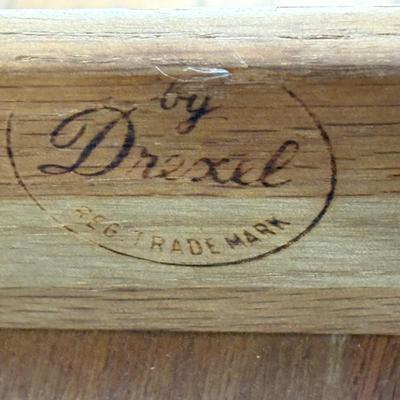 by
Drexel
REG. TRADE MARK